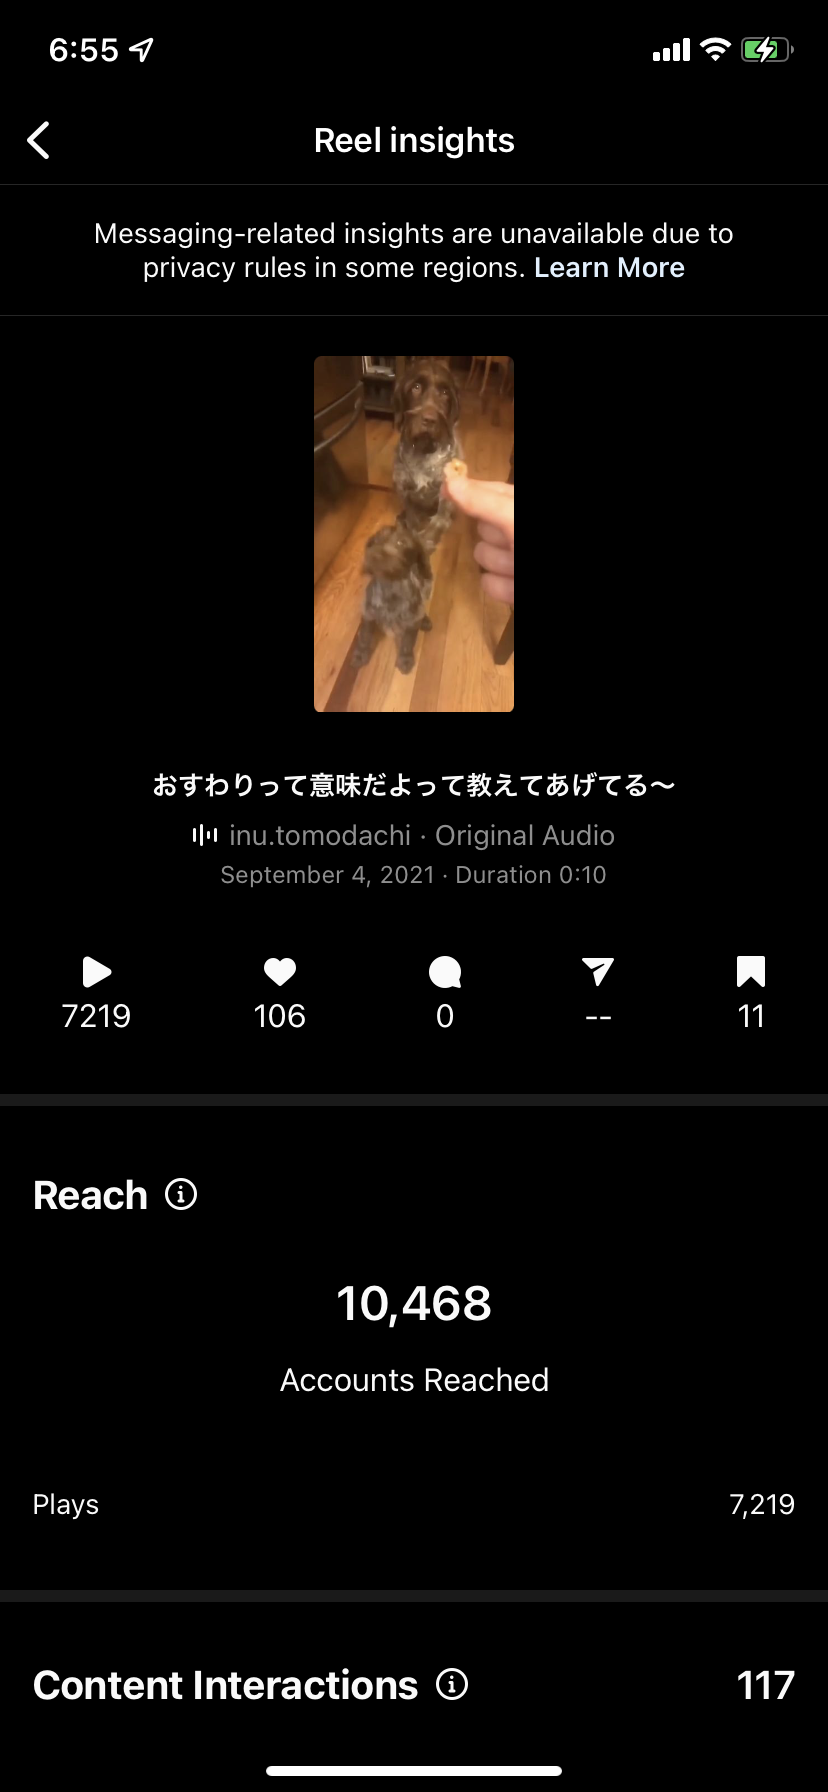 6:55
Reel insights
Messaging-related insights are unavailable due to
privacy rules in some regions. Learn More
おすわりって意味だよって教えてあげてる〜
inu.tomodachi · Original Audio
September 4, 2021 · Duration 0:10
7219 106 0 -- 11
Reach
10,468
Accounts Reached
Plays 7,219
Content Interactions 117